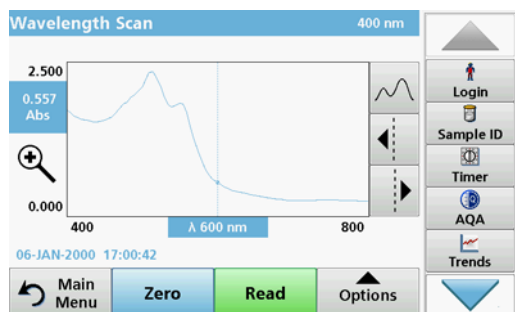 Wavelength Scan 400 nm
2.500
0.557
Abs
0.000
400 λ 600 nm 800
06-JAN-2000 17:00:42
Main
Menu
Zero
Read
Options
Login
Sample ID
Timer
AQA
Trends